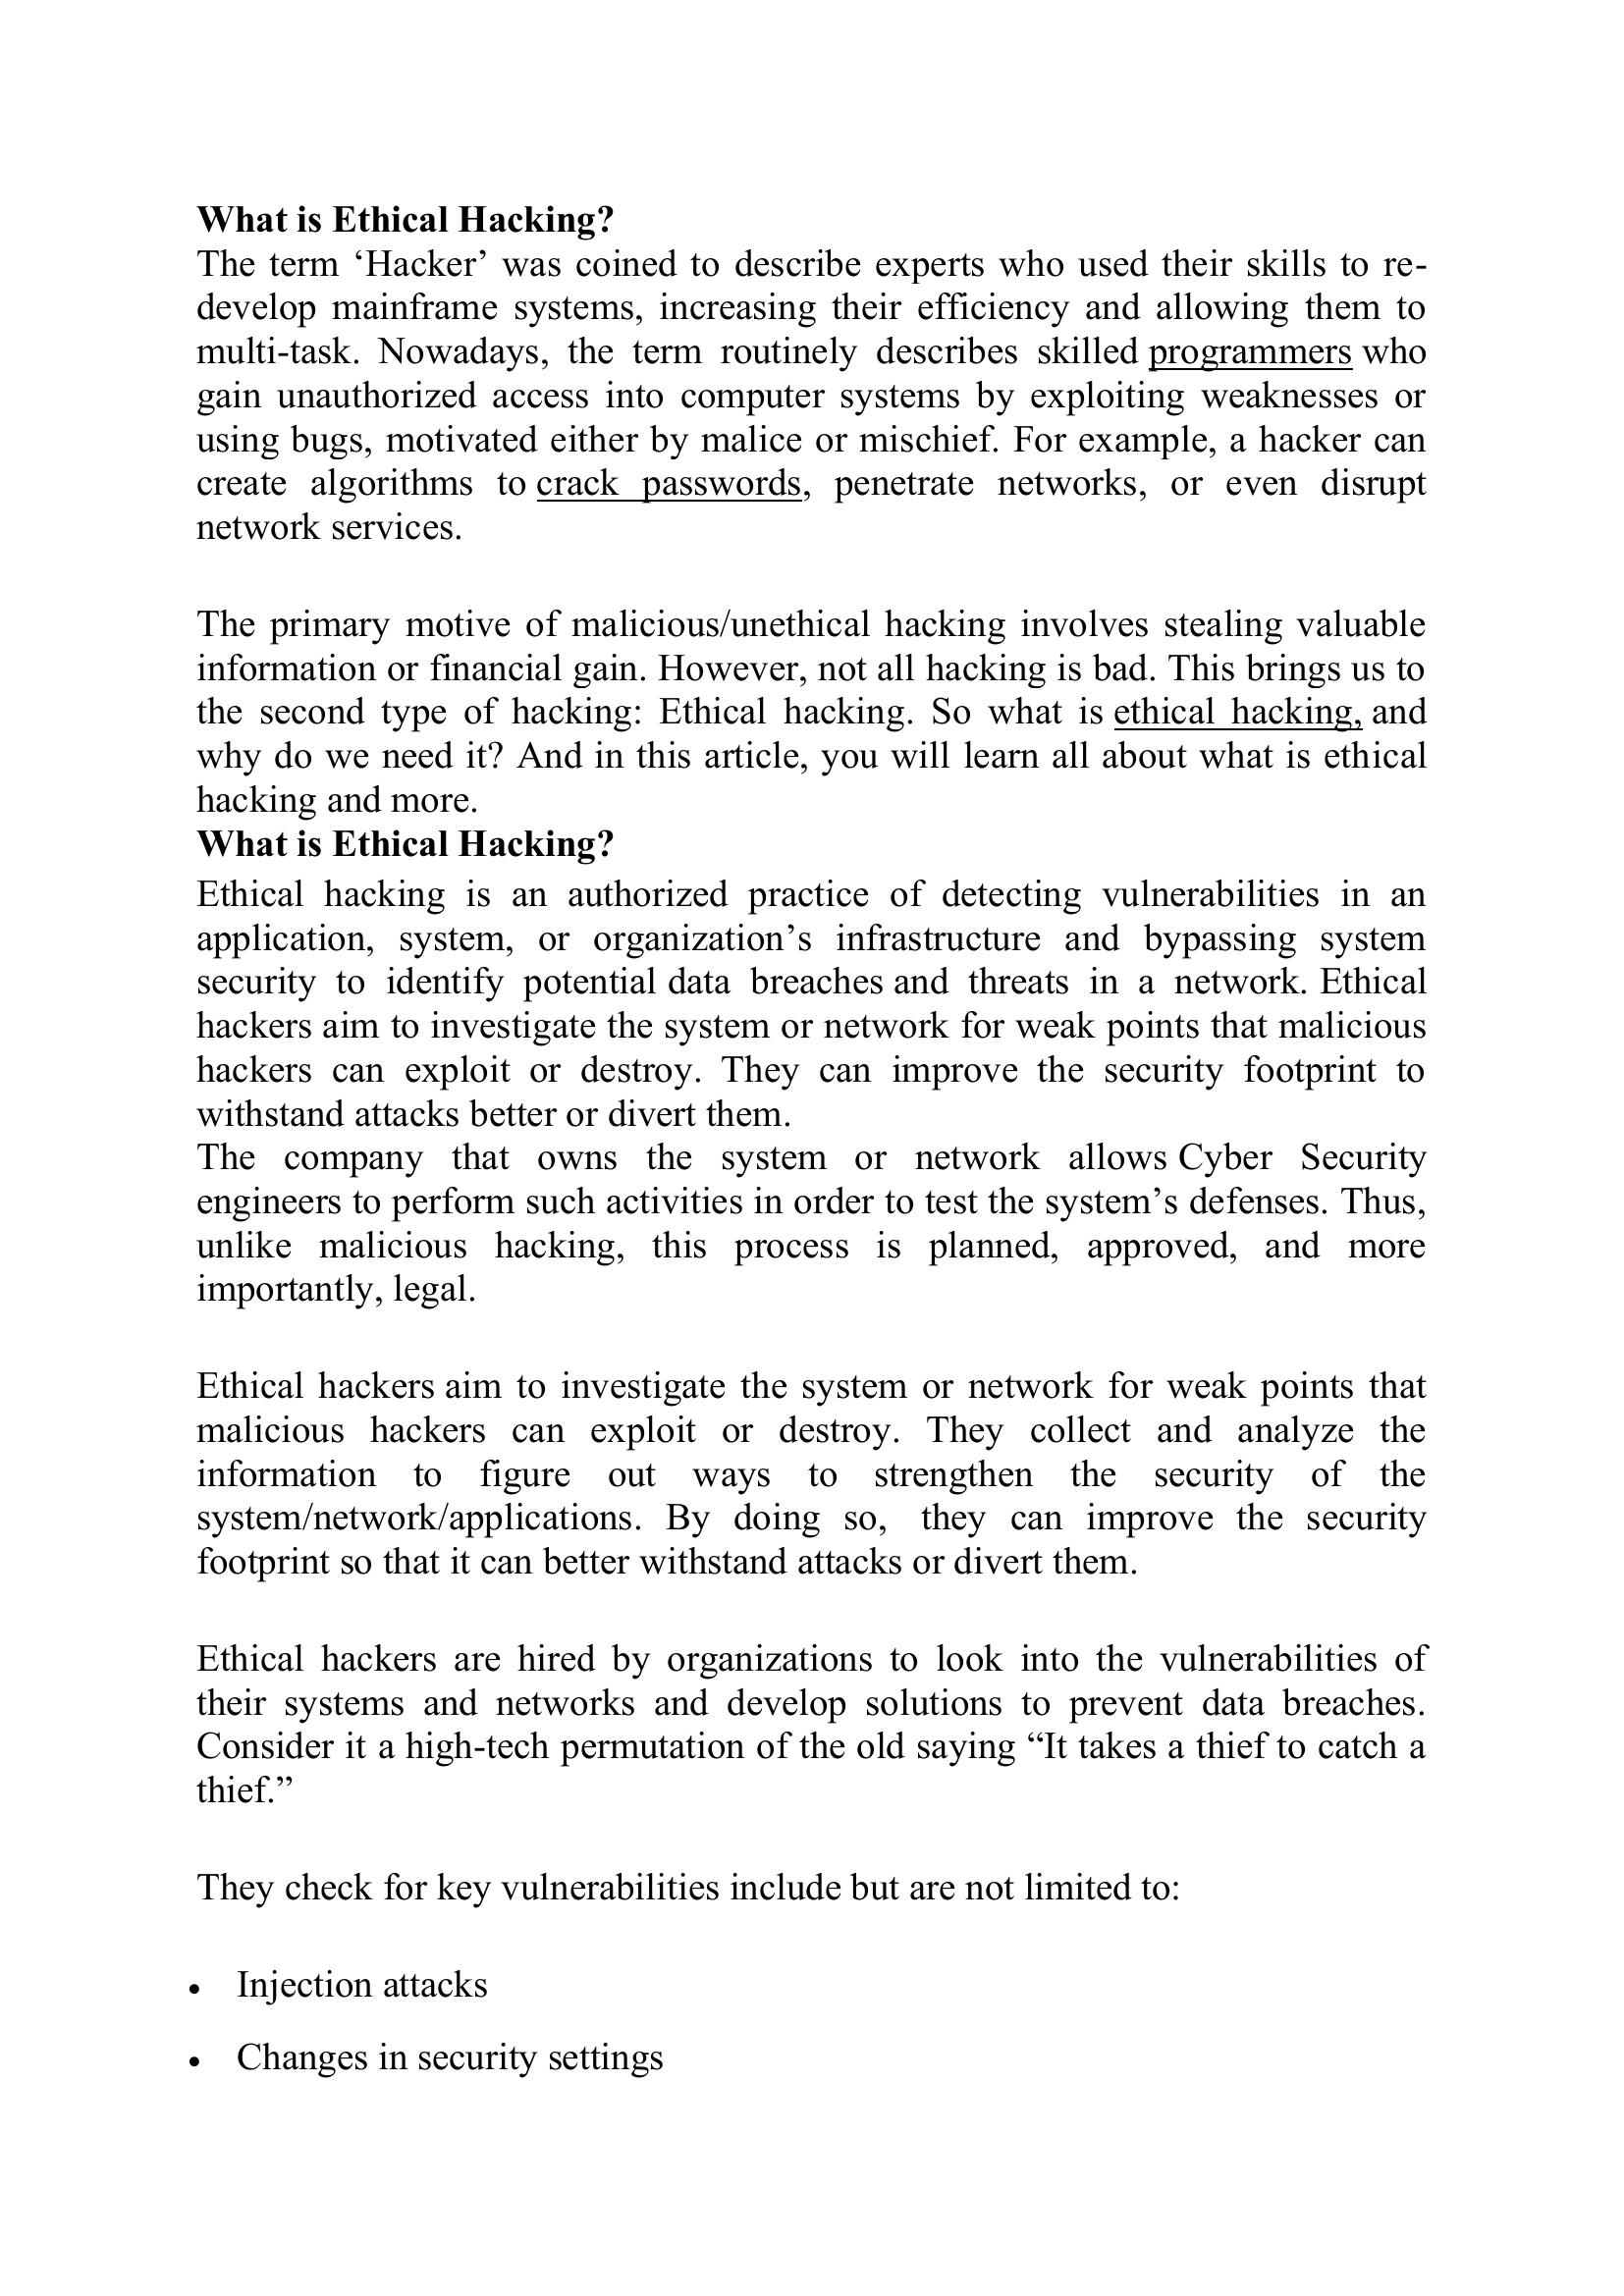 What is Ethical Hacking?
The term ‘Hacker’ was coined to describe experts who used their skills to re-
develop mainframe systems, increasing their efficiency and allowing them to
multi-task. Nowadays, the term routinely describes skilled programmers who
gain unauthorized access into computer systems by exploiting weaknesses or
using bugs, motivated either by malice or mischief. For example, a hacker can
create algorithms to crack passwords, penetrate networks, or even disrupt
network services.
The primary motive of malicious/unethical hacking involves stealing valuable
information or financial gain. However, not all hacking is bad. This brings us to
the second type of hacking: Ethical hacking. So what is ethical hacking, and
why do we need it? And in this article, you will learn all about what is ethical
hacking and more.
What is Ethical Hacking?
Ethical hacking is an authorized practice of detecting vulnerabilities in an
application, system, or organization’s infrastructure and bypassing system
security to identify potential data breaches and threats in a network. Ethical
hackers aim to investigate the system or network for weak points that malicious
hackers can exploit or destroy. They can improve the security footprint to
withstand attacks better or divert them.
The company that owns the system or network allows Cyber Security
engineers to perform such activities in order to test the system’s defenses. Thus,
unlike malicious hacking, this process is planned, approved, and more
importantly, legal.
Ethical hackers aim to investigate the system or network for weak points that
malicious hackers can exploit or destroy. They collect and analyze the
information to figure out ways to strengthen the security of the
system/network/applications. By doing so, they can improve the security
footprint so that it can better withstand attacks or divert them.
Ethical hackers are hired by organizations to look into the vulnerabilities of
their systems and networks and develop solutions to prevent data breaches.
Consider it a high-tech permutation of the old saying “It takes a thief to catch a
thief.”
They check for key vulnerabilities include but are not limited to:
• Injection attacks
• Changes in security settings